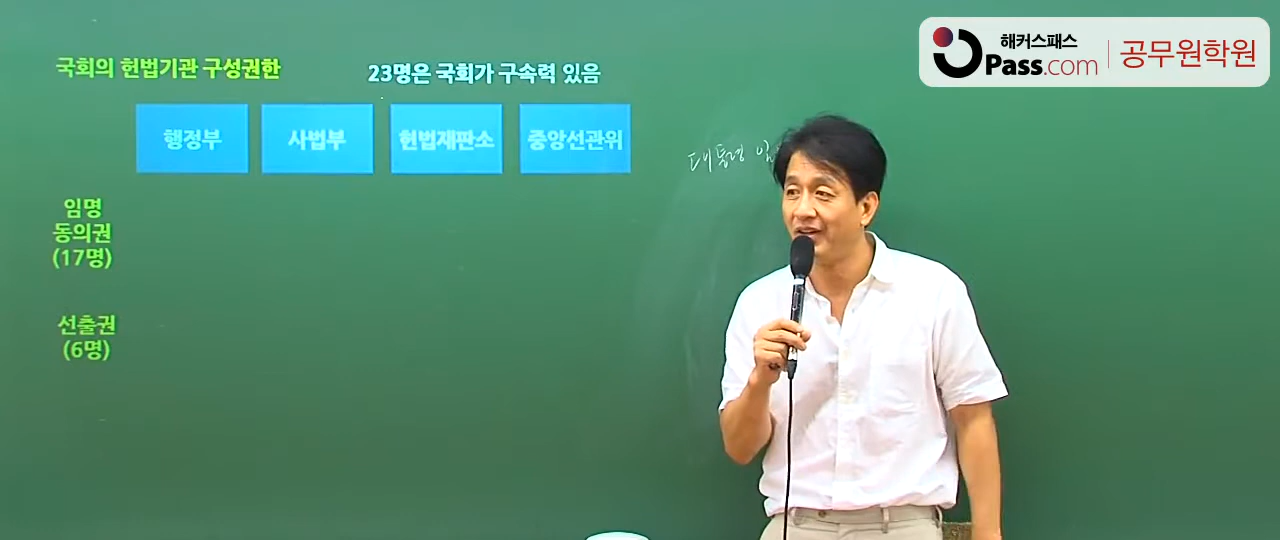 국회의 헌법기관 구성권한
23명은 국회가 구속력 있음
행정부
사법부
헌법재판소
중앙선관위
임명
동의권
(17명)
선출권
(6명)
대통령
해커스패스
Pass.com
공무원학원